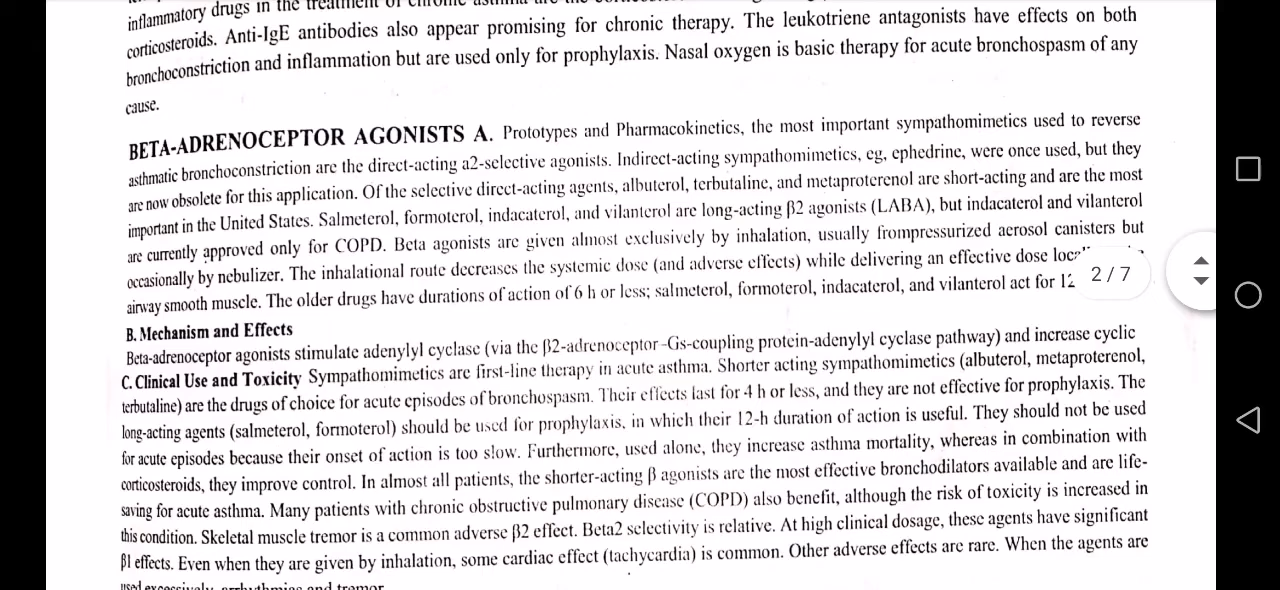 inflammatory drugs in the treatment of chronic asthma are the
corticosteroids. Anti-IgE antibodies also appear promising for chronic therapy. The leukotriene antagonists have effects on both
bronchoconstriction and inflammation but are used only for prophylaxis. Nasal oxygen is basic therapy for acute bronchospasm of any
cause.
BETA-ADRENOCEPTOR AGONISTS A. Prototypes and Pharmacokinetics, the most important sympathomimetics used to reverse
asthmatic bronchoconstriction are the direct-acting a2-selective agonists. Indirect-acting sympathomimetics, eg, ephedrine, were once used, but they
are now obsolete for this application. Of the selective direct-acting agents, albuterol, terbutaline, and metaproterenol are short-acting and are the most
important in the United States. Salmeterol, formoterol, indacaterol, and vilanterol are long-acting β2 agonists (LABA), but indacaterol and vilanterol
are currently approved only for COPD. Beta agonists are given almost exclusively by inhalation, usually frompressurized aerosol canisters but
occasionally by nebulizer. The inhalational route decreases the systemic dose (and adverse effects) while delivering an effective dose
airway smooth muscle. The older drugs have durations of action of 6 h or less; salmeterol, formoterol, indacaterol, and vilanterol act for 12
2 / 7
B. Mechanism and Effects
Beta-adrenoceptor agonists stimulate adenylyl cyclase (via the β2-adrenoceptor-Gs-coupling protein-adenylyl cyclase pathway) and increase cyclic
C. Clinical Use and Toxicity Sympathomimetics are first-line therapy in acute asthma. Shorter acting sympathomimetics (albuterol, metaproterenol,
terbutaline) are the drugs of choice for acute episodes of bronchospasm. Their effects last for 4 h or less, and they are not effective for prophylaxis. The
long-acting agents (salmeterol, formoterol) should be used for prophylaxis, in which their 12-h duration of action is useful. They should not be used
for acute episodes because their onset of action is too slow. Furthermore, used alone, they increase asthma mortality, whereas in combination with
corticosteroids, they improve control. In almost all patients, the shorter-acting β agonists are the most effective bronchodilators available and are life-
saving for acute asthma. Many patients with chronic obstructive pulmonary disease (COPD) also benefit, although the risk of toxicity is increased in
this condition. Skeletal muscle tremor is a common adverse β2 effect. Beta2 selectivity is relative. At high clinical dosage, these agents have significant
β1 effects. Even when they are given by inhalation, some cardiac effect (tachycardia) is common. Other adverse effects are rare. When the agents are
used excessively, arrhythmias and tremor